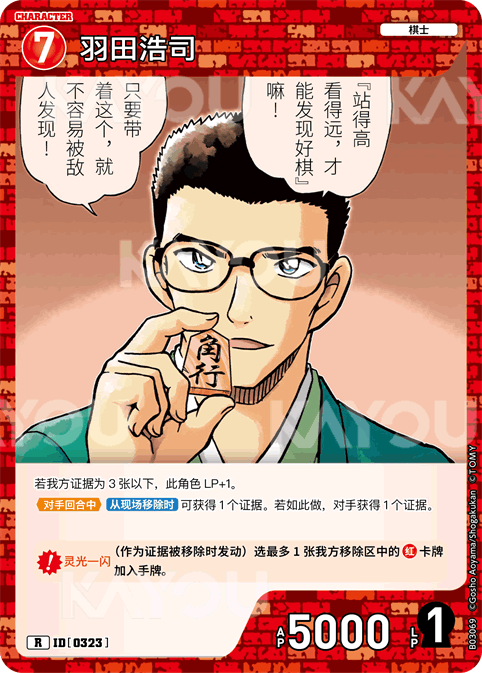 CHARACTER
7
羽田浩司
棋士
『站得高
看得远，才
能发现好棋』
嘛！
只要带
着这个，就
不容易被敌
人发现！
角行
KAYOU
若我方证据为 3 张以下，此角色 LP+1。
对手回合中 从现场移除时 可获得 1 个证据。若如此做，对手获得 1 个证据。
灵光一闪 （作为证据被移除时发动）选最多 1 张我方移除区中的 红 卡牌
加入手牌。
R ID[0323]
AP 5000 LP 1
B03069 ©Gosho Aoyama/Shogakukan ©TOMY